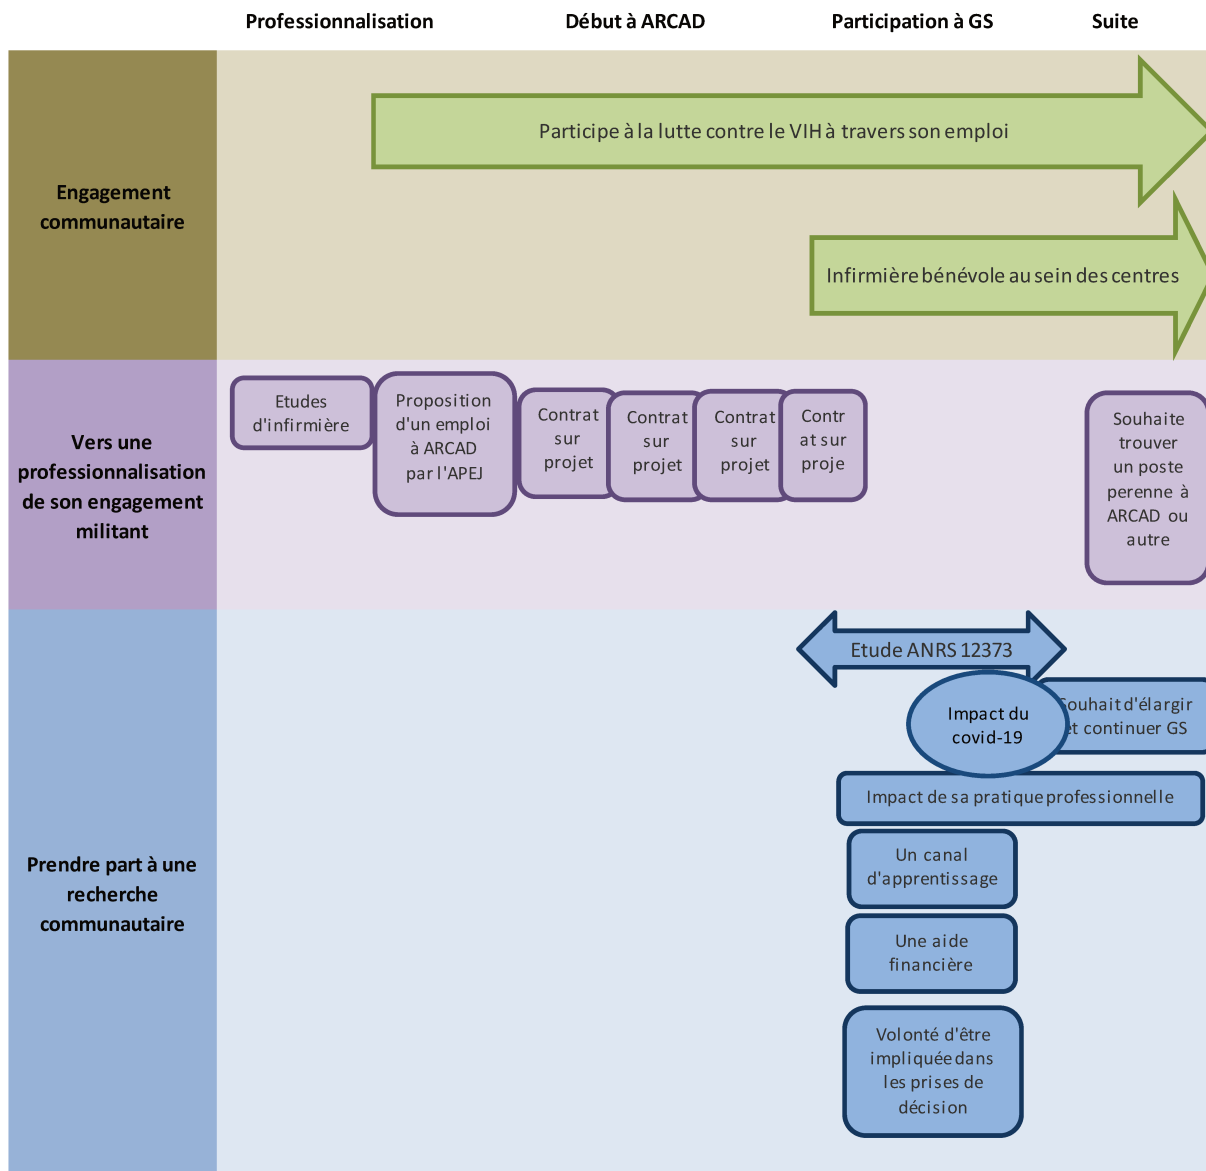 Professionnalisation
Début à ARCAD
Participation à GS
Suite
Engagement
communautaire
Participe à la lutte contre le VIH à travers son emploi
Infirmière bénévole au sein des centres
Vers une
professionnalisation
de son engagement
militant
Etudes
d'infirmière
Proposition
d'un emploi
à ARCAD
par l'APEJ
Contrat
sur
projet
Contrat
sur
projet
Contrat
sur
projet
Contr
at sur
proje
Souhaite
trouver
un poste
perenne à
ARCAD ou
autre
Prendre part à une
recherche
communautaire
Etude ANRS 12373
Impact du
covid-19
Souhait d'élargir
et continuer GS
Impact de sa pratique professionnelle
Un canal
d'apprentissage
Une aide
financière
Volonté d'être
impliquée dans
les prises de
décision